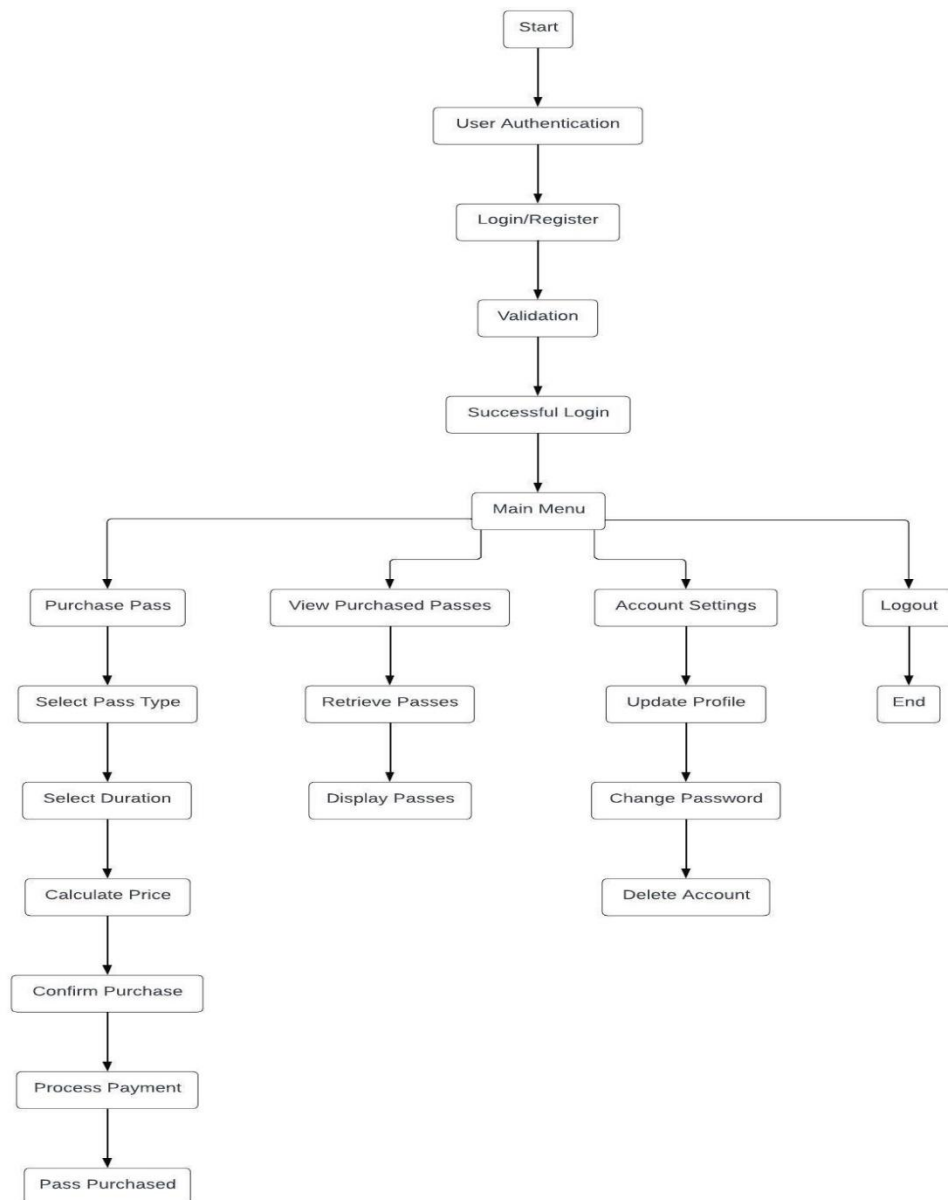 Start
User Authentication
Login/Register
Validation
Successful Login
Main Menu
Purchase Pass
View Purchased Passes
Account Settings
Logout
Select Pass Type
Retrieve Passes
Update Profile
End
Select Duration
Display Passes
Change Password
Calculate Price
Delete Account
Confirm Purchase
Process Payment
Pass Purchased